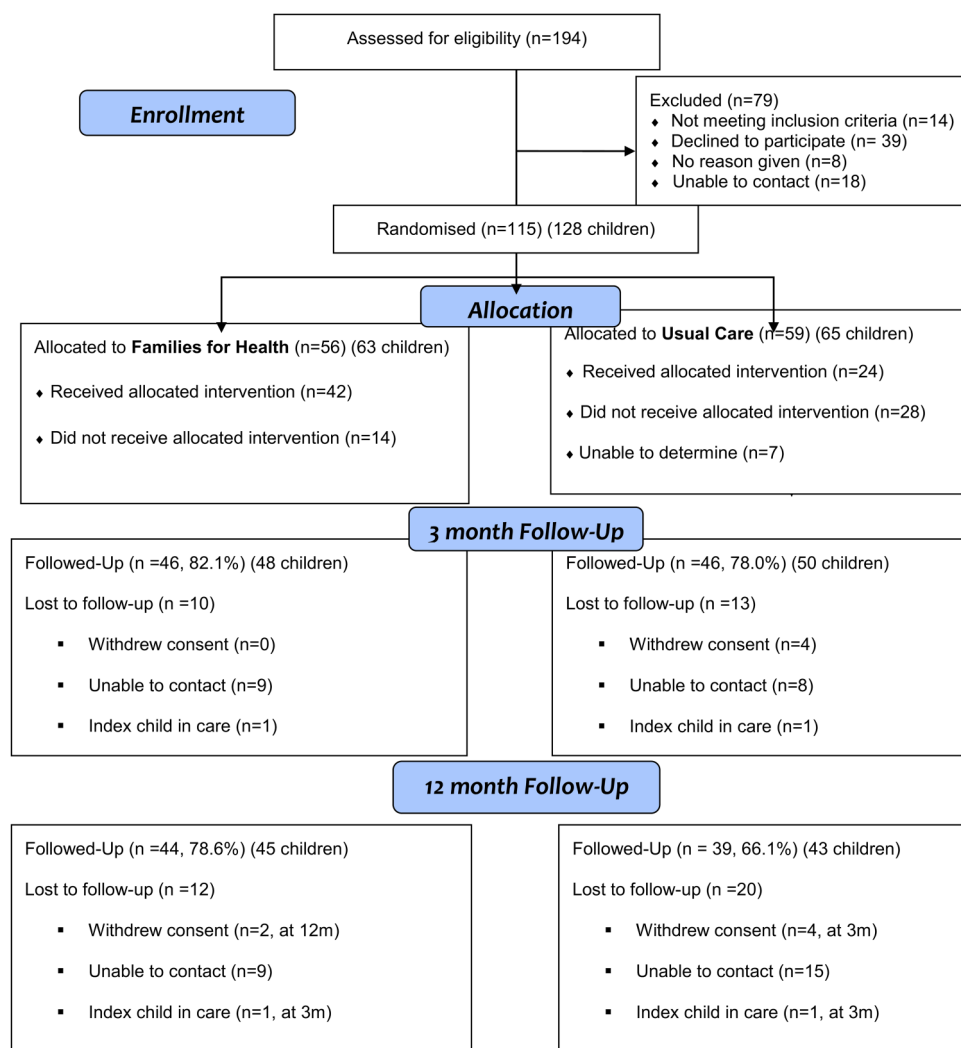 Assessed for eligibility (n=194)
Enrollment
Excluded (n=79)
♦ Not meeting inclusion criteria (n=14)
♦ Declined to participate (n= 39)
♦ No reason given (n=8)
♦ Unable to contact (n=18)
Randomised (n=115) (128 children)
Allocation
Allocated to Families for Health (n=56) (63 children)
♦ Received allocated intervention (n=42)
♦ Did not receive allocated intervention (n=14)
Allocated to Usual Care (n=59) (65 children)
♦ Received allocated intervention (n=24)
♦ Did not receive allocated intervention (n=28)
♦ Unable to determine (n=7)
3 month Follow-Up
Followed-Up (n =46, 82.1%) (48 children)
Lost to follow-up (n =10)
▪ Withdrew consent (n=0)
▪ Unable to contact (n=9)
▪ Index child in care (n=1)
Followed-Up (n =46, 78.0%) (50 children)
Lost to follow-up (n =13)
▪ Withdrew consent (n=4)
▪ Unable to contact (n=8)
▪ Index child in care (n=1)
12 month Follow-Up
Followed-Up (n =44, 78.6%) (45 children)
Lost to follow-up (n =12)
▪ Withdrew consent (n=2, at 12m)
▪ Unable to contact (n=9)
▪ Index child in care (n=1, at 3m)
Followed-Up (n = 39, 66.1%) (43 children)
Lost to follow-up (n =20)
▪ Withdrew consent (n=4, at 3m)
▪ Unable to contact (n=15)
▪ Index child in care (n=1, at 3m)